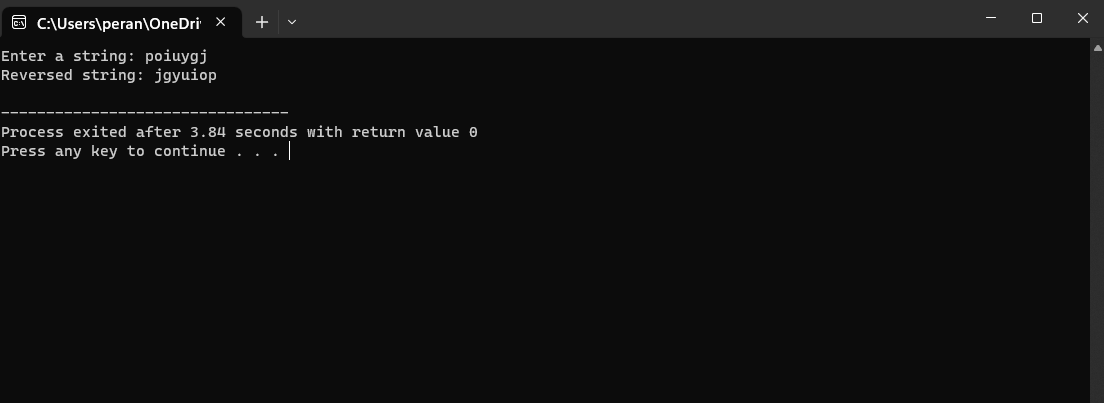 C:\Users\peran\OneDri
Enter a string: poiuygj
Reversed string: jgyuiop
--------------------------------
Process exited after 3.84 seconds with return value 0
Press any key to continue . . .